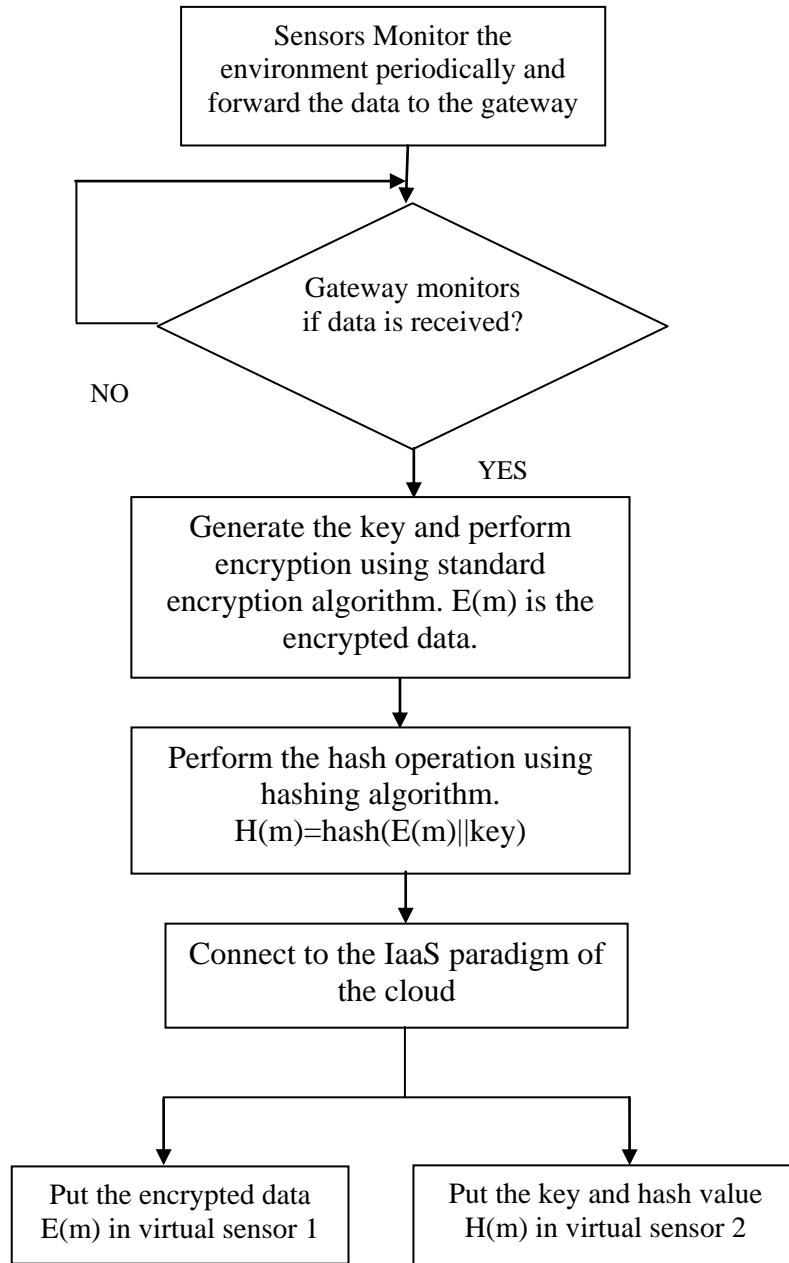 Sensors Monitor the
environment periodically and
forward the data to the gateway
Gateway monitors
if data is received?
NO
YES
Generate the key and perform
encryption using standard
encryption algorithm. E(m) is the
encrypted data.
Perform the hash operation using
hashing algorithm.
H(m)=hash(E(m)||key)
Connect to the IaaS paradigm of
the cloud
Put the encrypted data
E(m) in virtual sensor 1
Put the key and hash value
H(m) in virtual sensor 2